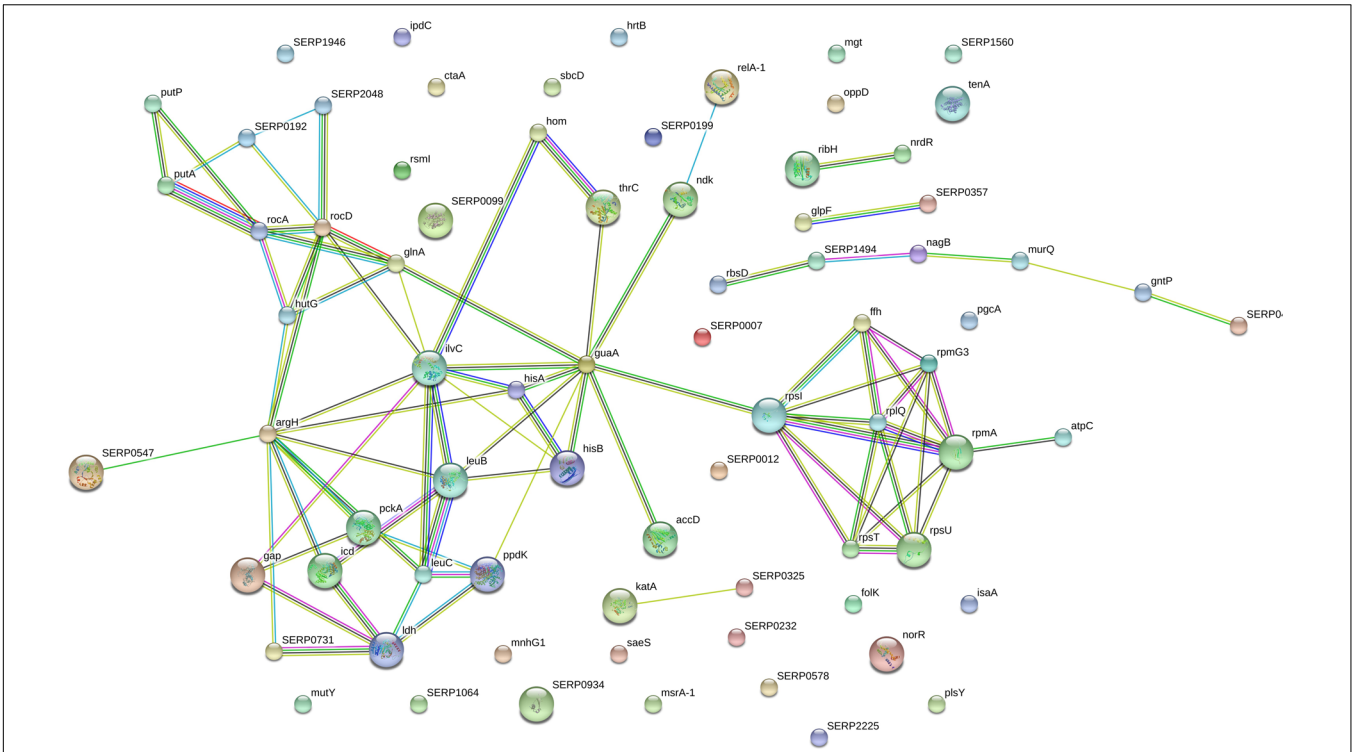 ipdC
hrtB
SERP1946
mgt
SERP1560
relA-1
ctaA
sbcD
tenA
putP
SERP2048
oppD
hom
SERP0192
SERP0199
ribH
nrdR
rsmI
putA
ndk
thrC
SERP0099
SERP0357
glpF
rocA
rocD
glnA
SERP1494
nagB
murQ
rbsD
gntP
hutG
ffh
pgcA
SERP0
SERP0007
ilvC
guaA
rpmG3
hisA
rpsI
rplQ
argH
rpmA
atpC
SERP0547
leuB
hisB
SERP0012
pckA
accD
rpsT
rpsU
gap
icd
leuC
ppdK
katA
SERP0325
folK
isaA
ldh
SERP0731
mnhG1
saeS
SERP0232
norR
mutY
SERP1064
SERP0934
msrA-1
SERP0578
plsY
SERP2225